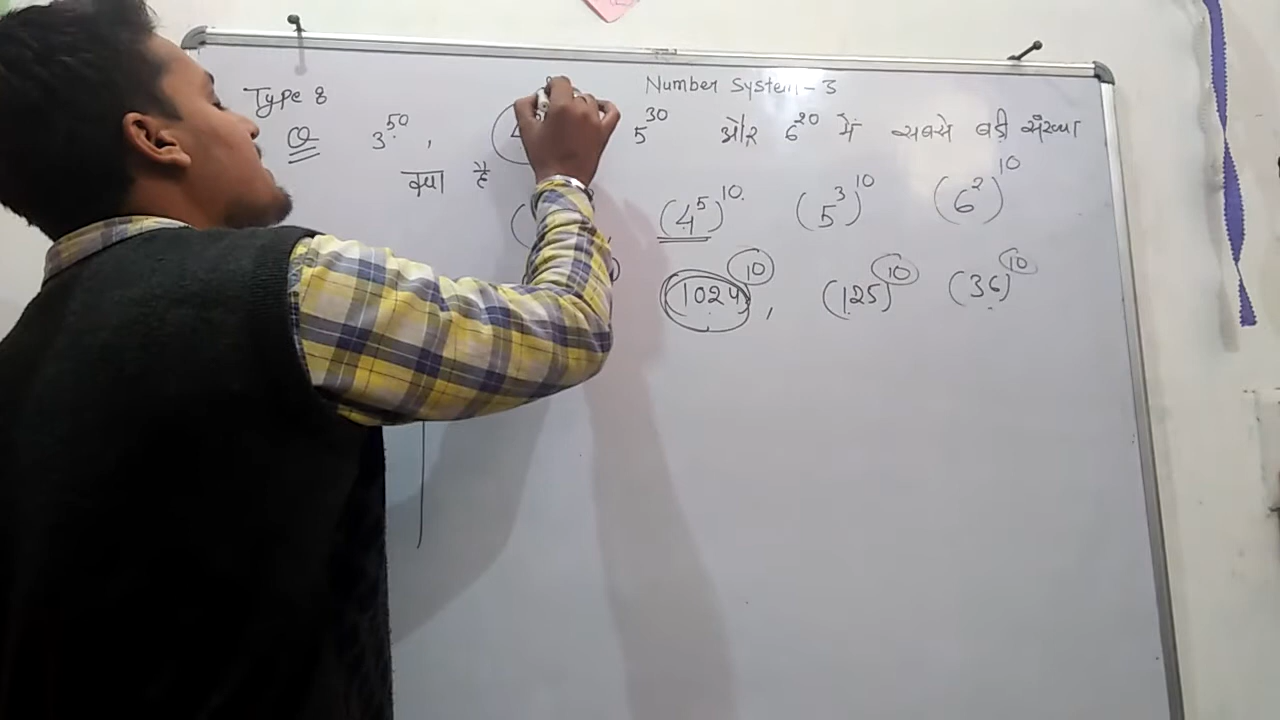 Number System - 3
Type 8
Q 3^50, 4 5^30 और 6^20 में सबसे बड़ी संख्या
क्या है
(4^5)^10 (5^3)^10 (6^2)^10
(1024)^10, (125)^10 (36)^10